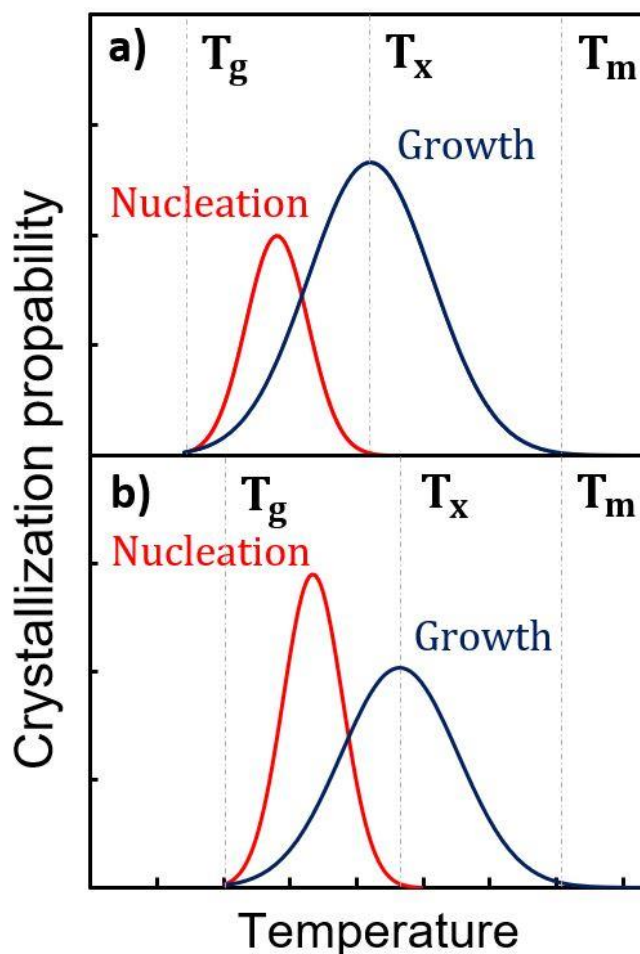 a) Tg Tx Tm
Growth
Nucleation
b) Tg Tx Tm
Nucleation
Growth
Crystallization propability
Temperature